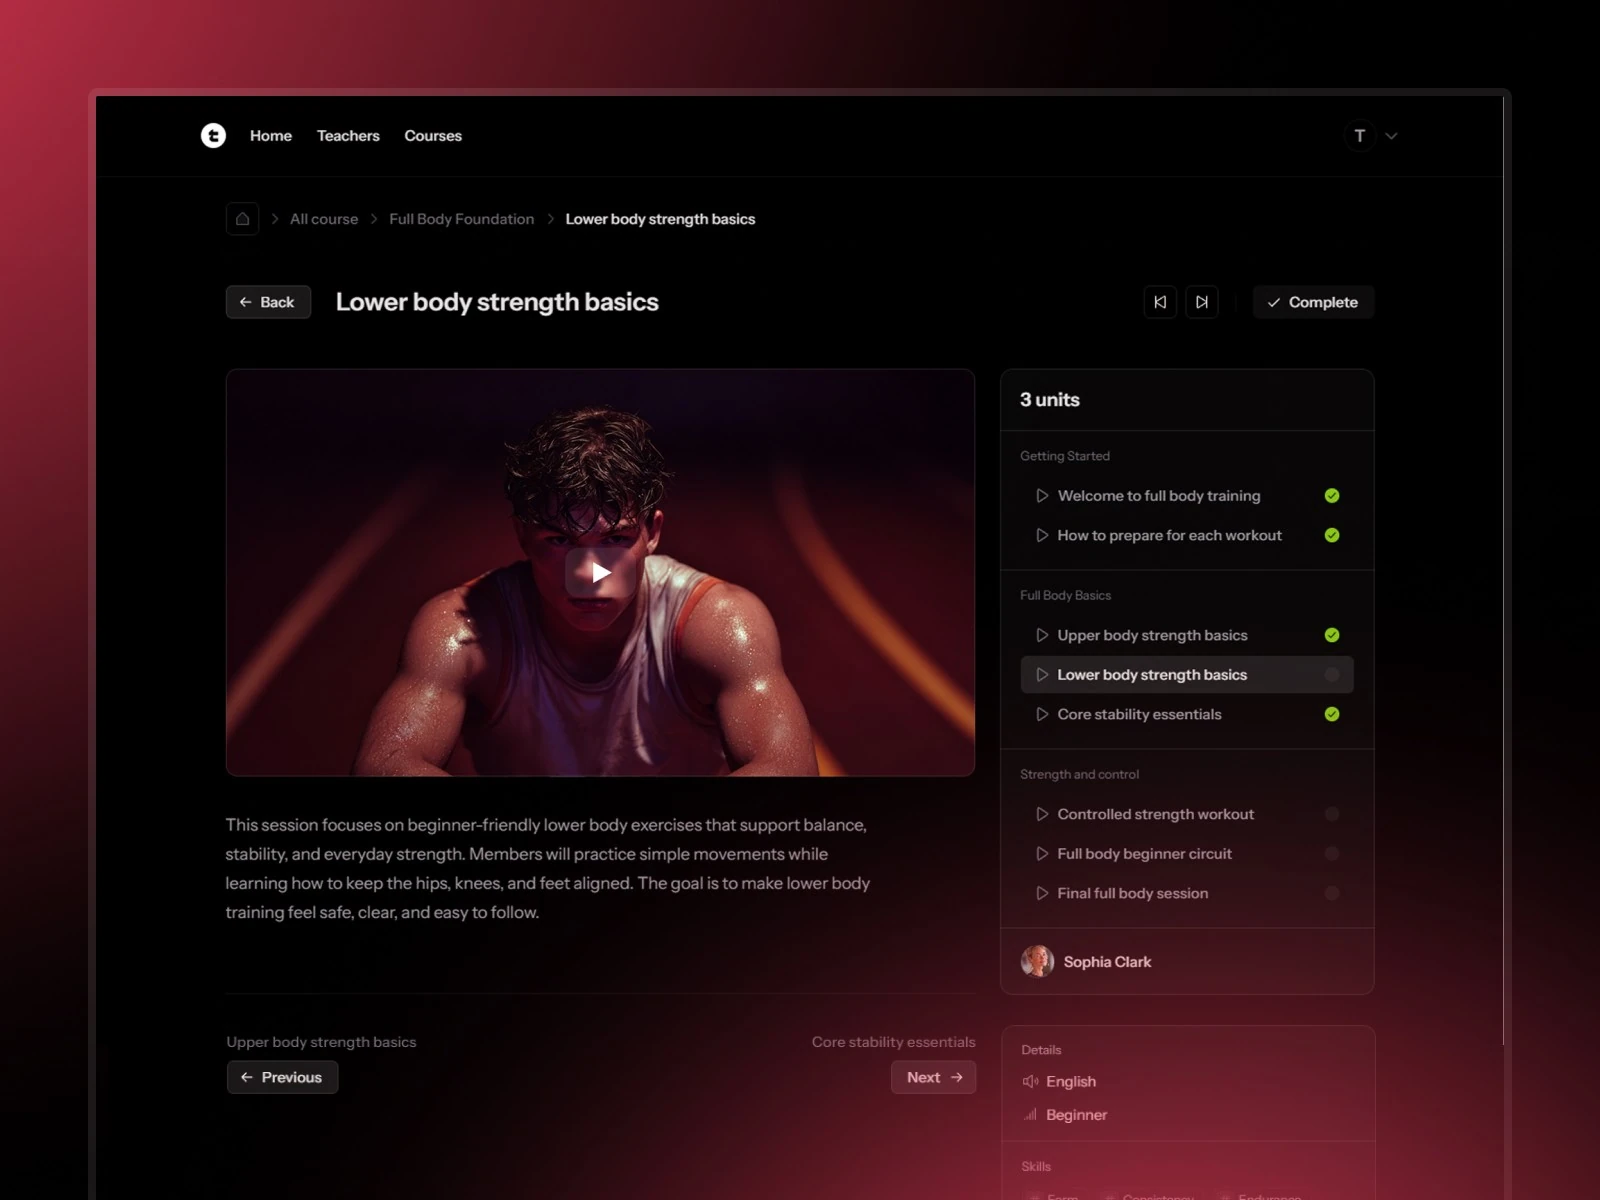 t Home Teachers Courses T
All course Full Body Foundation Lower body strength basics
Back Lower body strength basics Complete
This session focuses on beginner-friendly lower body exercises that support balance,
stability, and everyday strength. Members will practice simple movements while
learning how to keep the hips, knees, and feet aligned. The goal is to make lower body
training feel safe, clear, and easy to follow.
Upper body strength basics
Previous
Core stability essentials
Next
3 units
Getting Started
Welcome to full body training
How to prepare for each workout
Full Body Basics
Upper body strength basics
Lower body strength basics
Core stability essentials
Strength and control
Controlled strength workout
Full body beginner circuit
Final full body session
Sophia Clark
Details
English
Beginner
Skills
Form Consistency Endurance